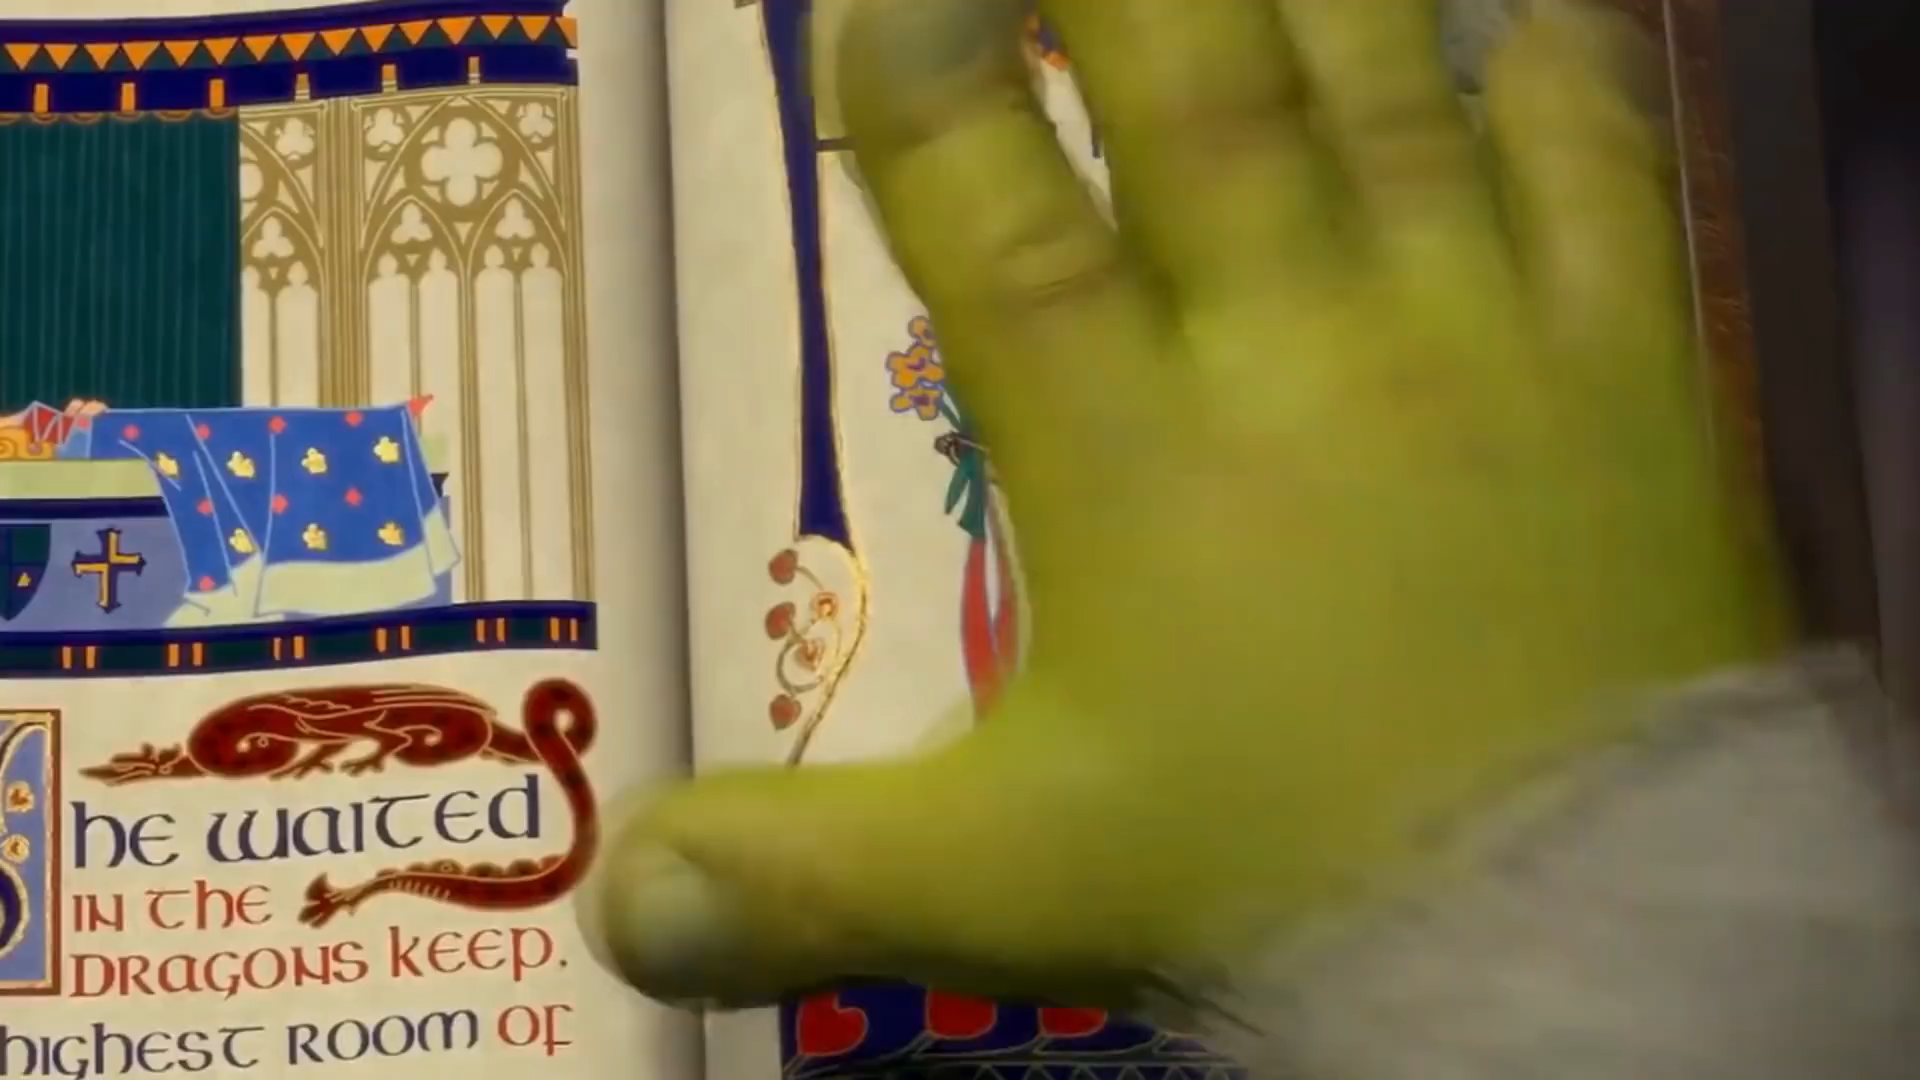 he waited
in the
dragons keep.
highest room of